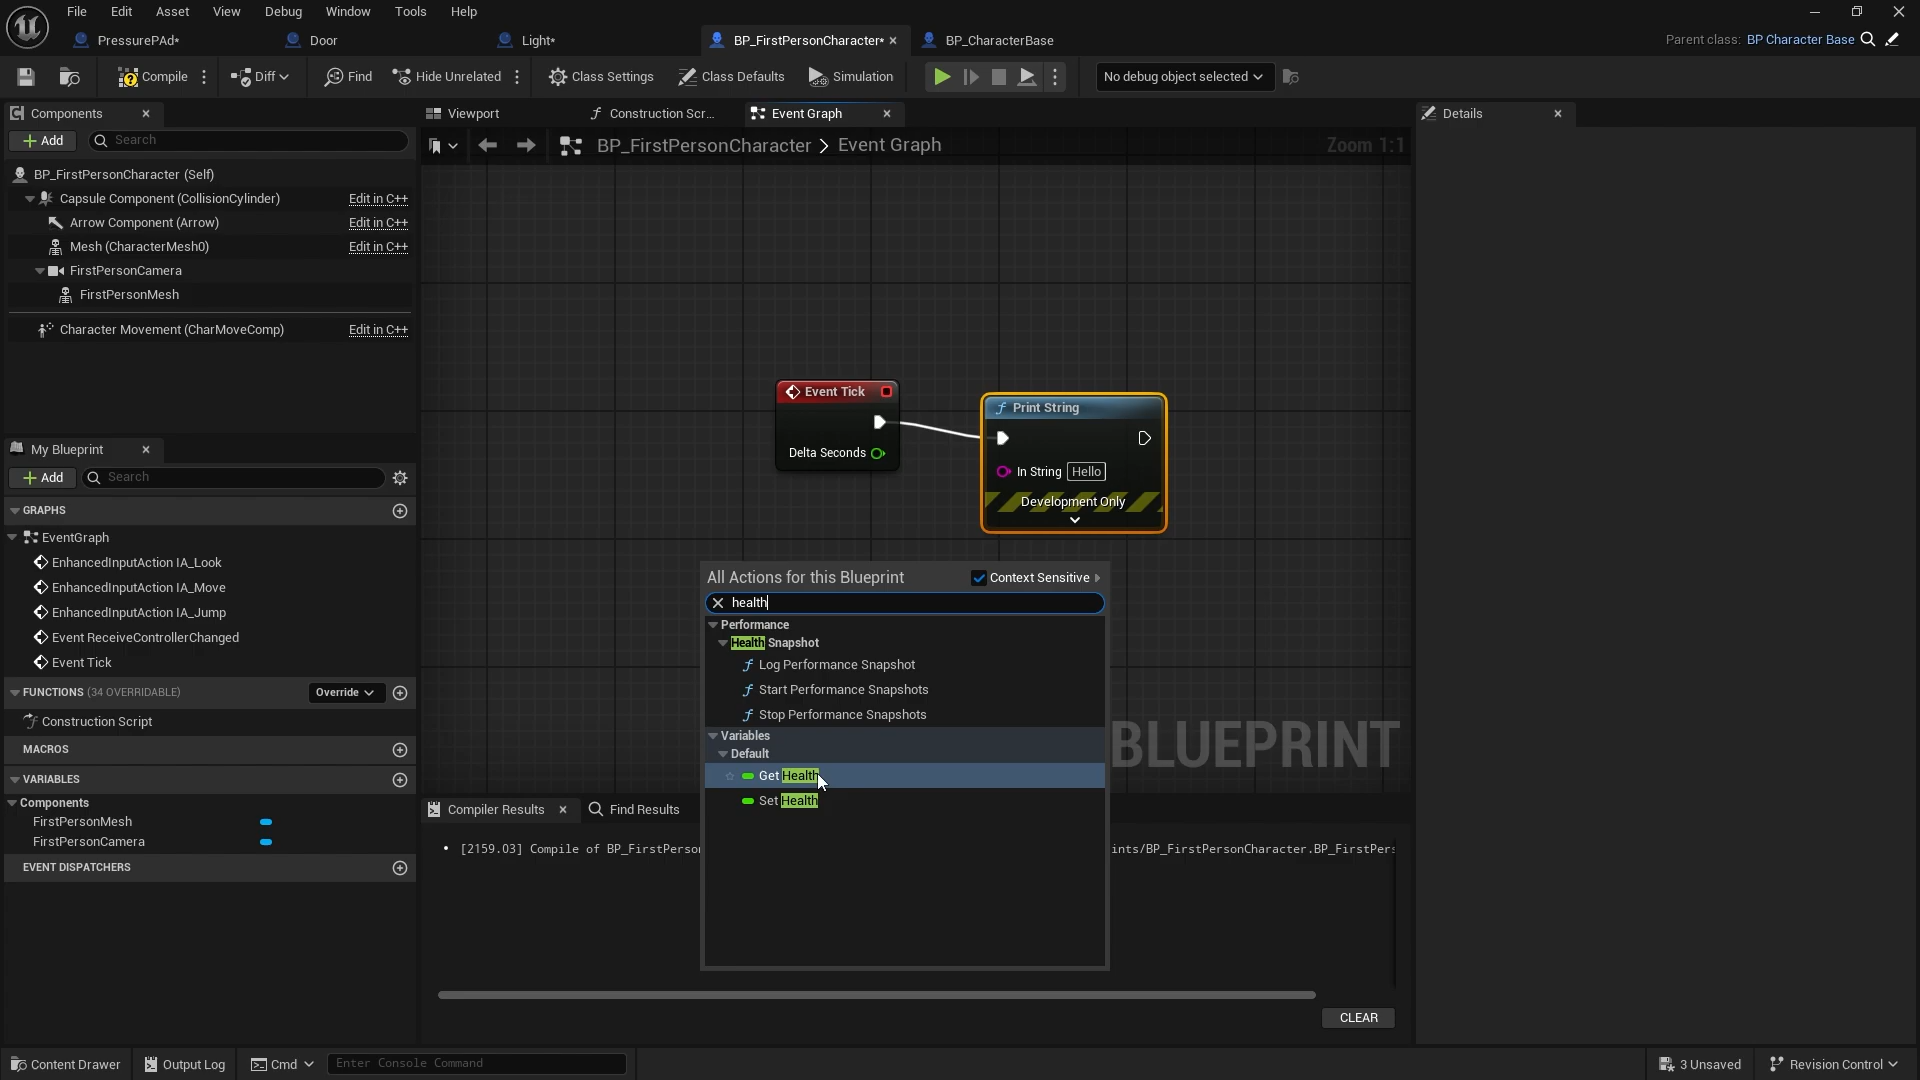 File Edit Asset View Debug Window Tools Help
PressurePAd* Door Light* BP_FirstPersonCharacter* BP_CharacterBase
Parent class: BP Character Base
Compile Diff Find Hide Unrelated Class Settings Class Defaults Simulation No debug object selected
Components Viewport Construction Scr... Event Graph Details
Add Search
BP_FirstPersonCharacter > Event Graph Zoom 1:1
BP_FirstPersonCharacter (Self)
Capsule Component (CollisionCylinder) Edit in C++
Arrow Component (Arrow) Edit in C++
Mesh (CharacterMesh0) Edit in C++
FirstPersonCamera
FirstPersonMesh
Character Movement (CharMoveComp) Edit in C++
Event Tick
Delta Seconds
Print String
In String Hello
Development Only
My Blueprint
Add Search
GRAPHS
EventGraph
EnhancedInputAction IA_Look
EnhancedInputAction IA_Move
EnhancedInputAction IA_Jump
Event ReceiveControllerChanged
Event Tick
FUNCTIONS (34 OVERRIDABLE) Override
Construction Script
MACROS
VARIABLES
Components
FirstPersonMesh
FirstPersonCamera
EVENT DISPATCHERS
All Actions for this Blueprint Context Sensitive
health
Performance
Health Snapshot
Log Performance Snapshot
Start Performance Snapshots
Stop Performance Snapshots
Variables
Default
Get Health
Set Health
BLUEPRINT
Compiler Results Find Results
[2159.03] Compile of BP_FirstPerson ints/BP_FirstPersonCharacter.BP_FirstPers
CLEAR
Content Drawer Output Log Cmd Enter Console Command 3 Unsaved Revision Control